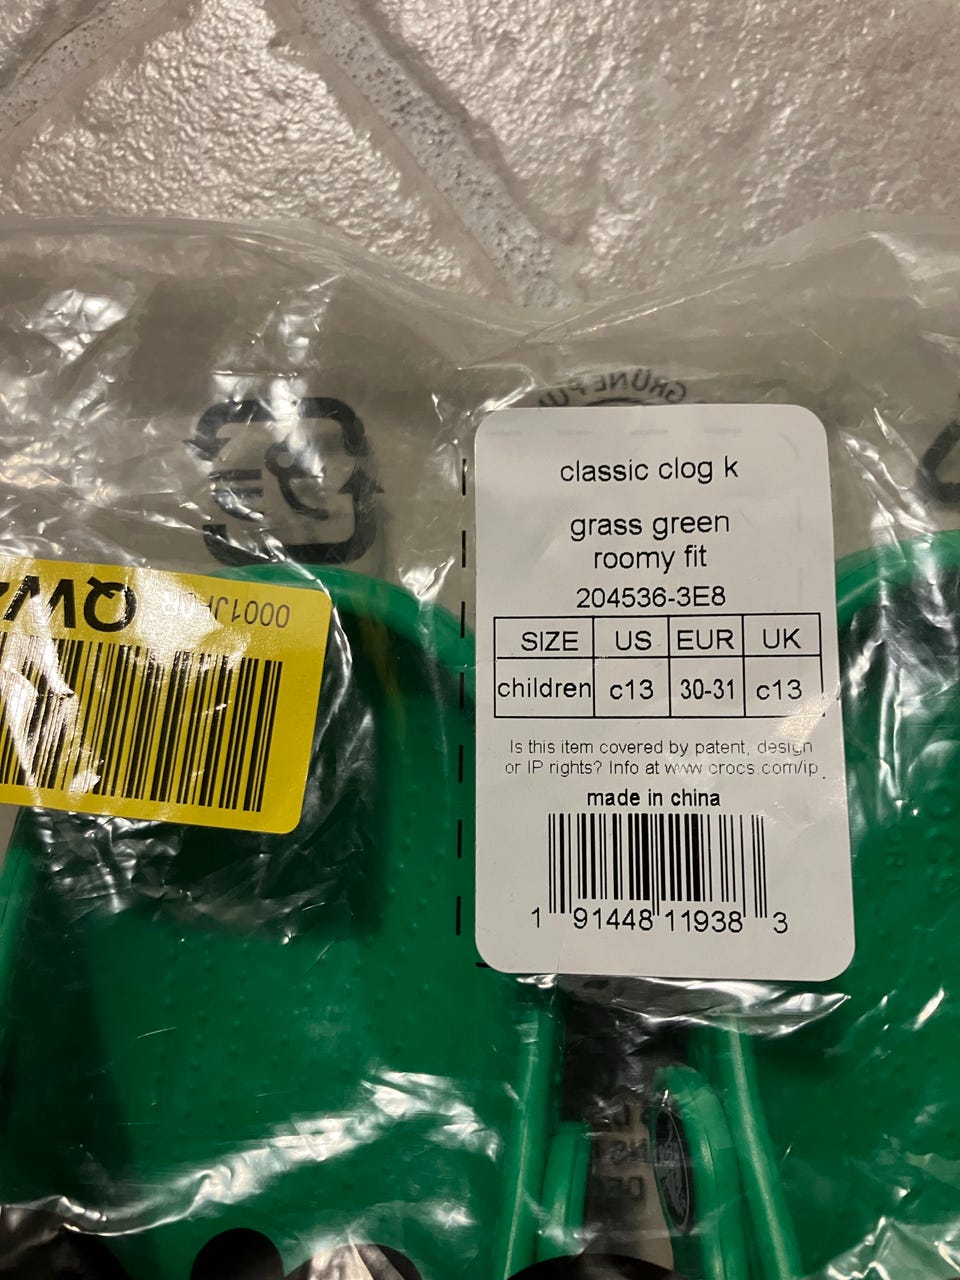 classic clog k
grass green
roomy fit
204536-3E8
SIZE US EUR UK
children c13 30-31 c13
Is this item covered by patent, design
or IP rights? Info at www.crocs.com/ip.
made in china
1 91448 11938 3
GRÜNE